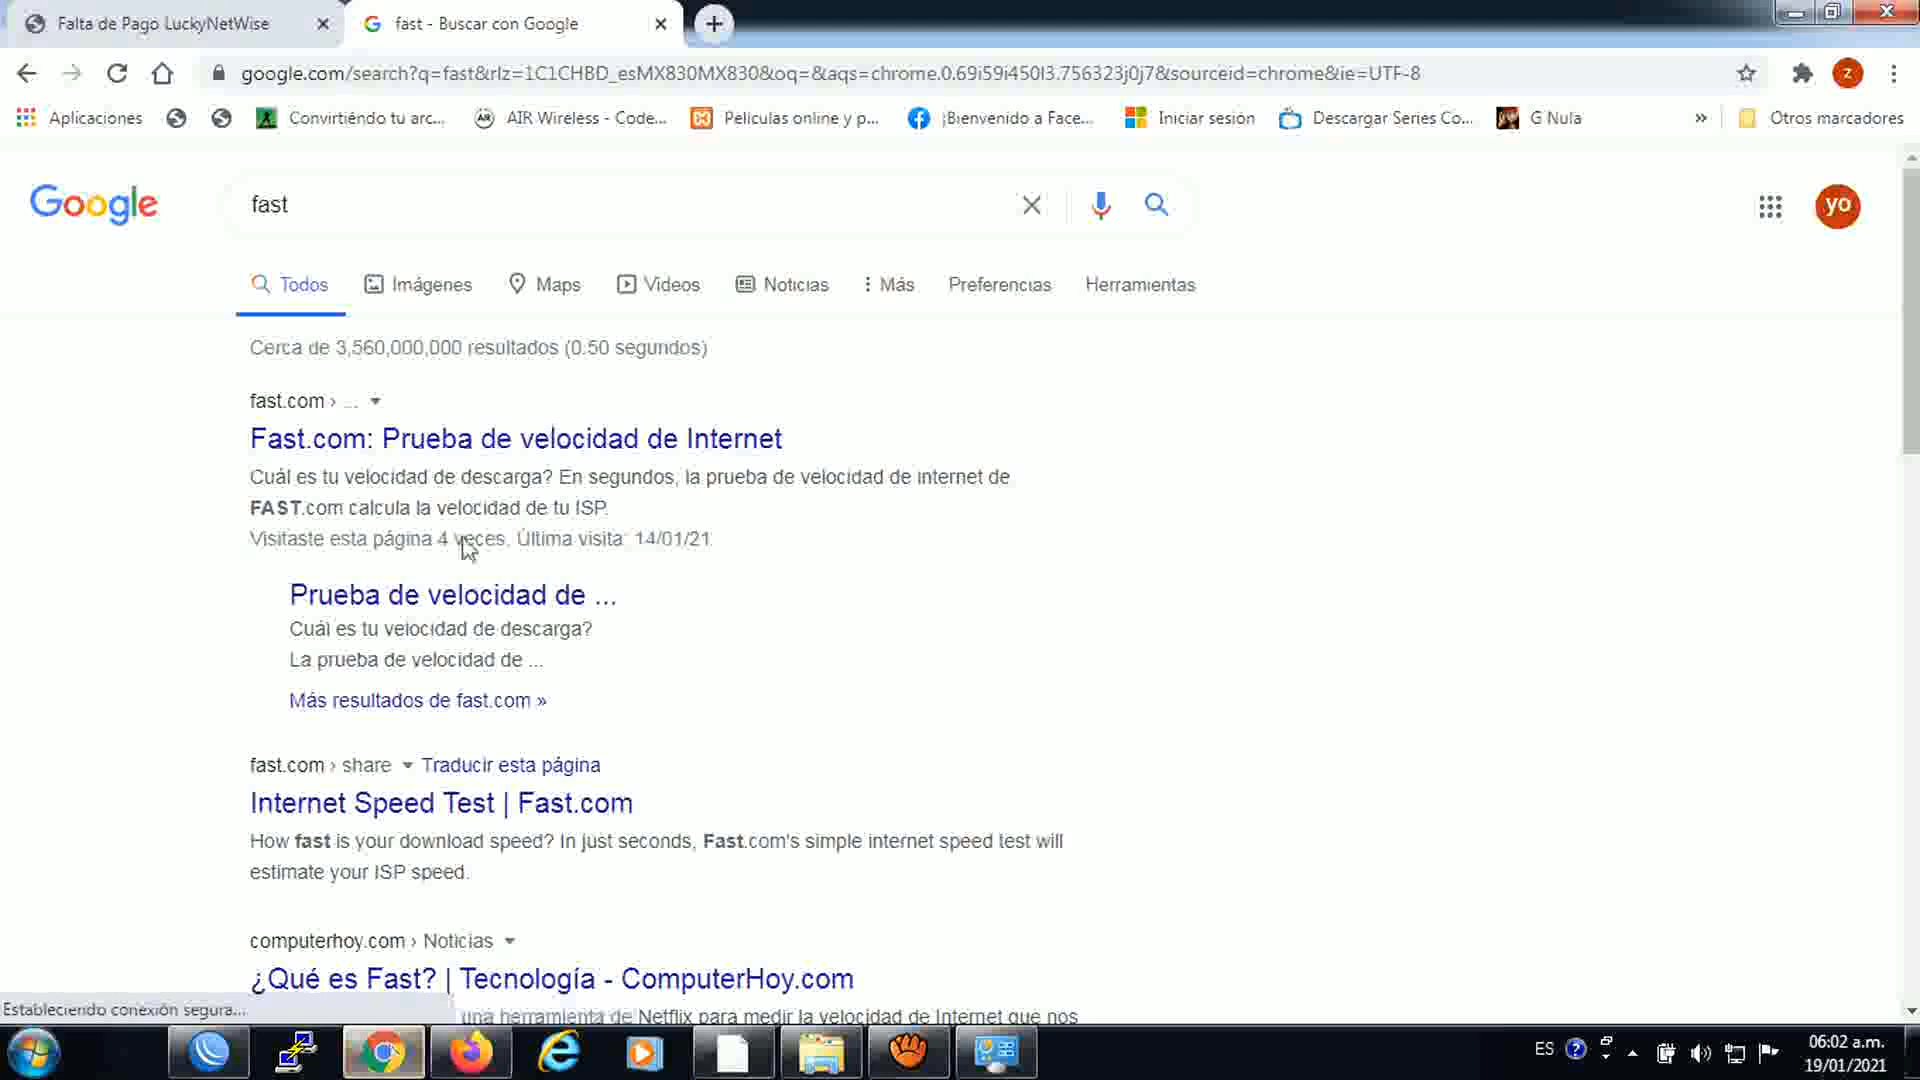 Falta de Pago LuckyNetWise
fast - Buscar con Google
google.com/search?q=fast&rlz=1C1CHBD_esMX830MX830&oq=&aqs=chrome.0.69i59i450l3.756323j0j7&sourceid=chrome&ie=UTF-8
z
Aplicaciones
Convirtiéndo tu arc...
AIR Wireless - Code...
Películas online y p...
¡Bienvenido a Face...
Iniciar sesión
Descargar Series Co...
G Nula
»
Otros marcadores
Google
fast
yo
Todos
Imágenes
Maps
Videos
Noticias
Más
Preferencias
Herramientas
Cerca de 3,560,000,000 resultados (0.50 segundos)
fast.com › ...
Fast.com: Prueba de velocidad de Internet
Cuál es tu velocidad de descarga? En segundos, la prueba de velocidad de internet de
FAST.com calcula la velocidad de tu ISP.
Visitaste esta página 4 veces. Última visita: 14/01/21
Prueba de velocidad de ...
Cuál es tu velocidad de descarga?
La prueba de velocidad de ...
Más resultados de fast.com »
fast.com › share
Traducir esta página
Internet Speed Test | Fast.com
How fast is your download speed? In just seconds, Fast.com's simple internet speed test will
estimate your ISP speed.
computerhoy.com › Noticias
¿Qué es Fast? | Tecnología - ComputerHoy.com
una herramienta de Netflix para medir la velocidad de Internet que nos
Estableciendo conexión segura...
ES
06:02 a.m.
19/01/2021